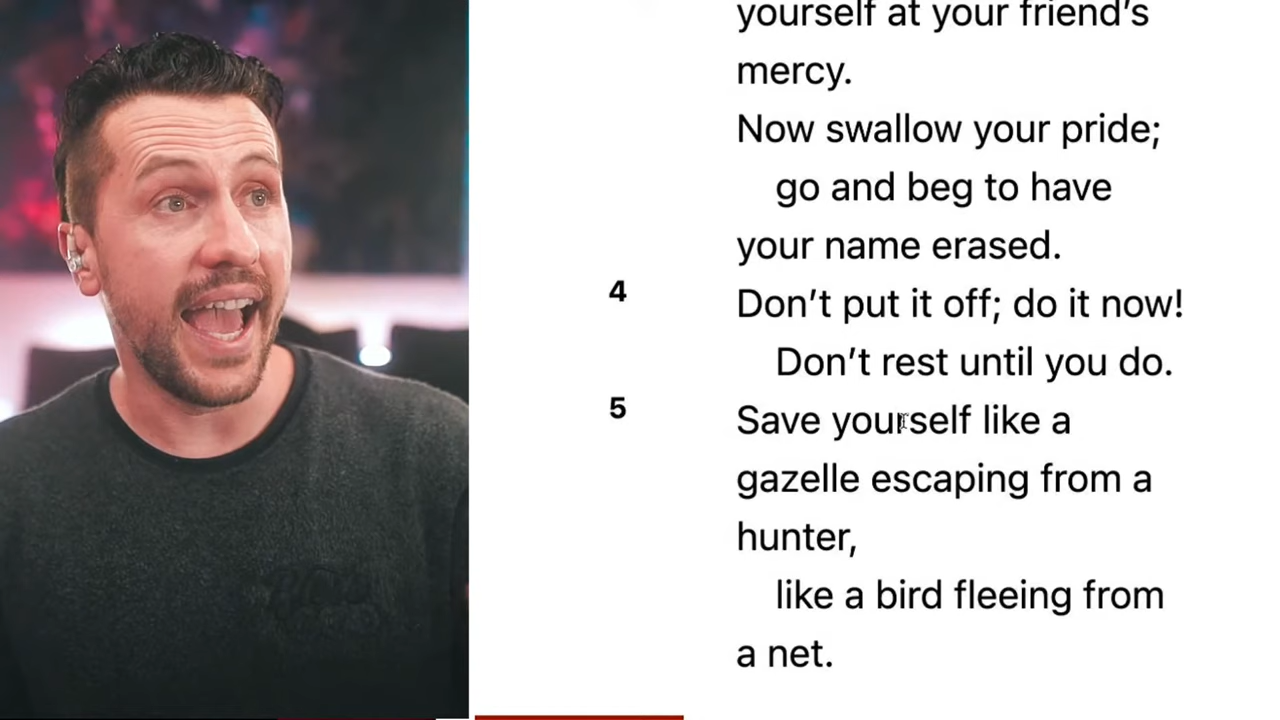 yourself at your friend’s
mercy.
Now swallow your pride;
go and beg to have
your name erased.
4 Don’t put it off; do it now!
Don’t rest until you do.
5 Save yourself like a
gazelle escaping from a
hunter,
like a bird fleeing from
a net.